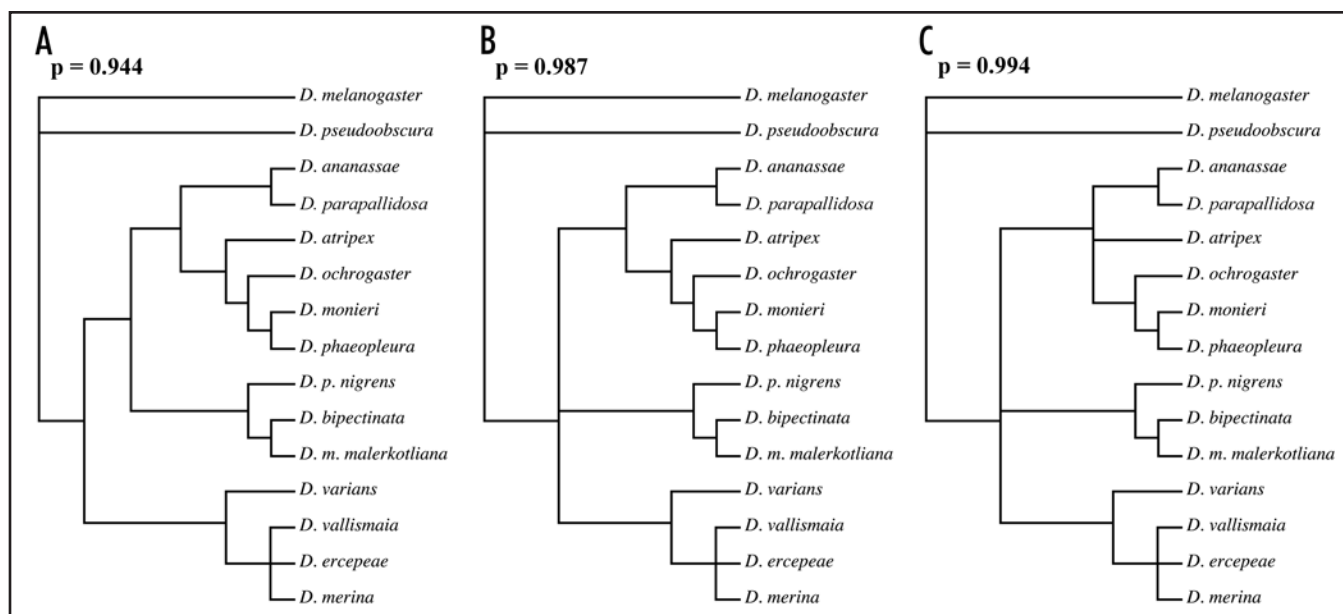 A
p = 0.944
D. melanogaster
D. pseudoobscura
D. ananassae
D. parapallidosa
D. atripex
D. ochrogaster
D. monieri
D. phaeopleura
D. p. nigrens
D. bipectinata
D. m. malerkotliana
D. varians
D. vallismaia
D. ercepeae
D. merina
B
p = 0.987
D. melanogaster
D. pseudoobscura
D. ananassae
D. parapallidosa
D. atripex
D. ochrogaster
D. monieri
D. phaeopleura
D. p. nigrens
D. bipectinata
D. m. malerkotliana
D. varians
D. vallismaia
D. ercepeae
D. merina
C
p = 0.994
D. melanogaster
D. pseudoobscura
D. ananassae
D. parapallidosa
D. atripex
D. ochrogaster
D. monieri
D. phaeopleura
D. p. nigrens
D. bipectinata
D. m. malerkotliana
D. varians
D. vallismaia
D. ercepeae
D. merina